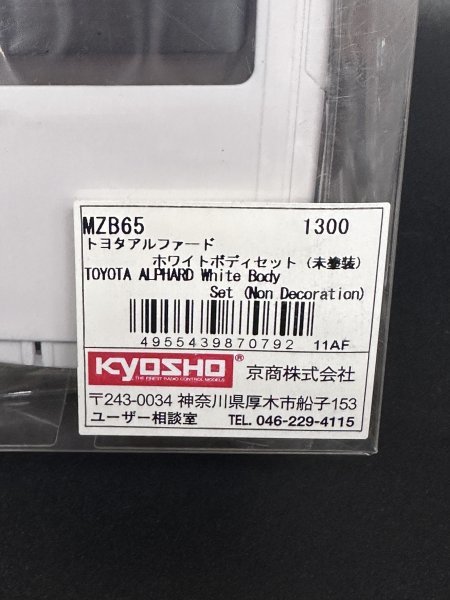 MZB65 1300
トヨタアルファード
ホワイトボディセット (未塗装)
TOYOTA ALPHARD White Body
Set (Non Decoration)
4955439870792 11AF
KYOSHO® 京商株式会社
THE FINEST RADIO CONTROL MODELS
〒243-0034 神奈川県厚木市船子153
ユーザー相談室 TEL. 046-229-4115